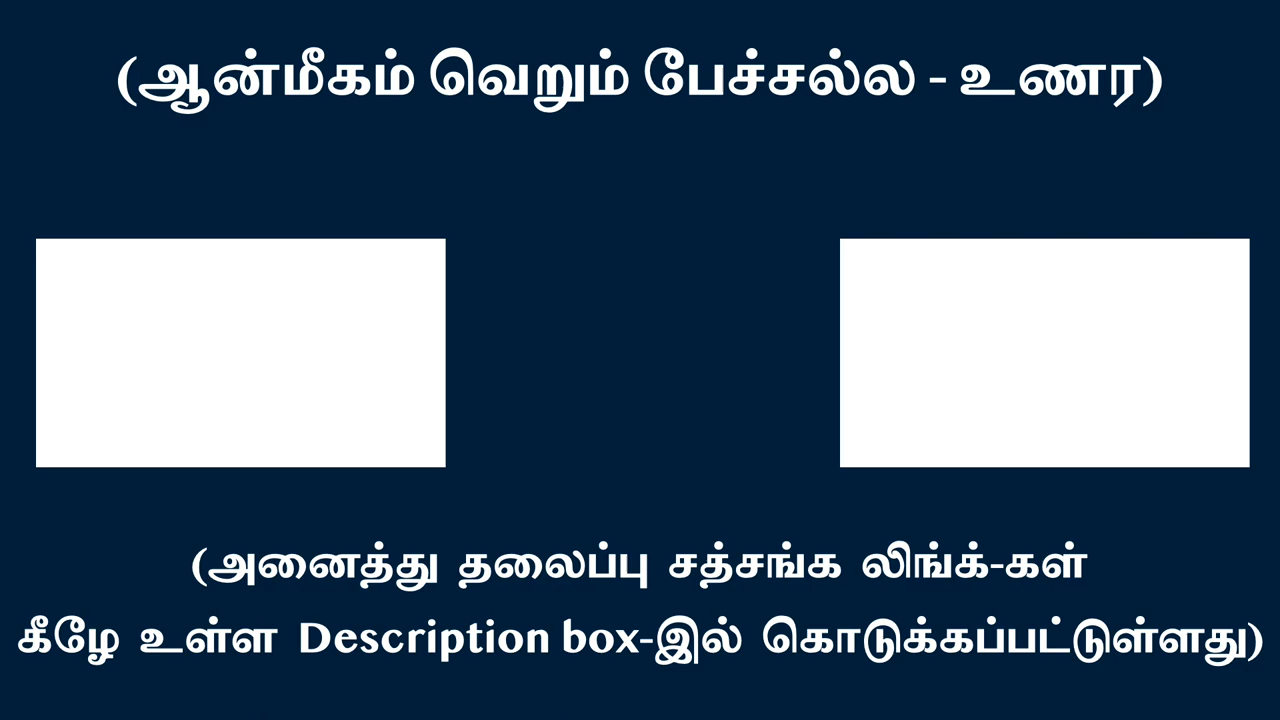 (ஆன்மீகம் வெறும் பேச்சல்ல - உணர)
(அனைத்து தலைப்பு சத்சங்க லிங்க்-கள்
கீழே உள்ள Description box-இல் கொடுக்கப்பட்டுள்ளது)